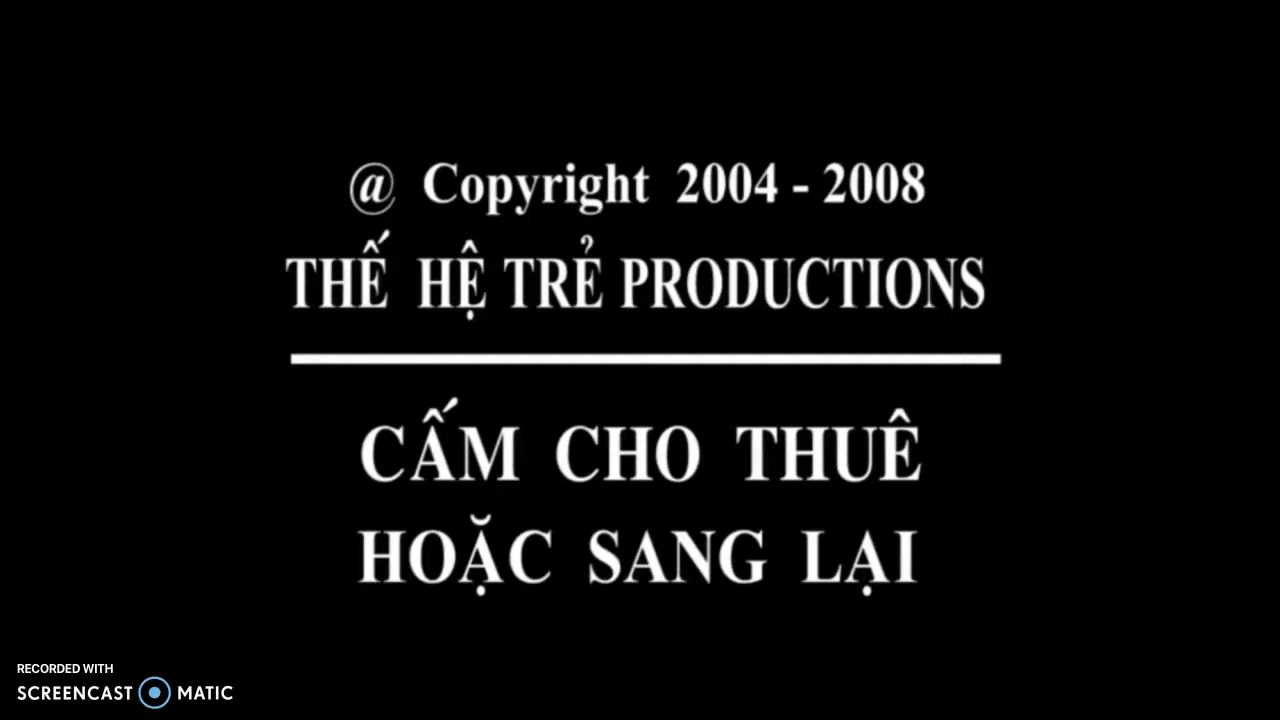 @ Copyright 2004 - 2008
THẾ HỆ TRẺ PRODUCTIONS
CẤM CHO THUÊ
HOẶC SANG LẠI
RECORDED WITH
SCREENCAST MATIC